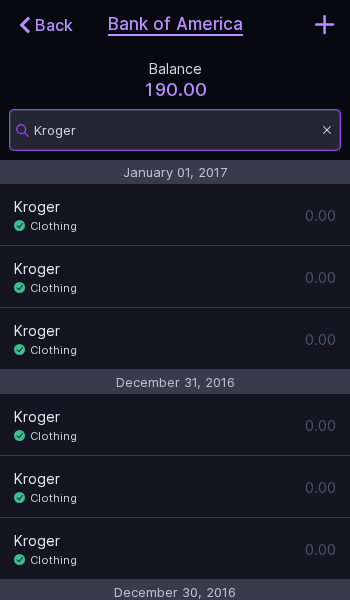 Back
Bank of America
Balance
190.00
Kroger
January 01, 2017
Kroger
Clothing
0.00
Kroger
Clothing
0.00
Kroger
Clothing
0.00
December 31, 2016
Kroger
Clothing
0.00
Kroger
Clothing
0.00
Kroger
Clothing
0.00
December 30, 2016